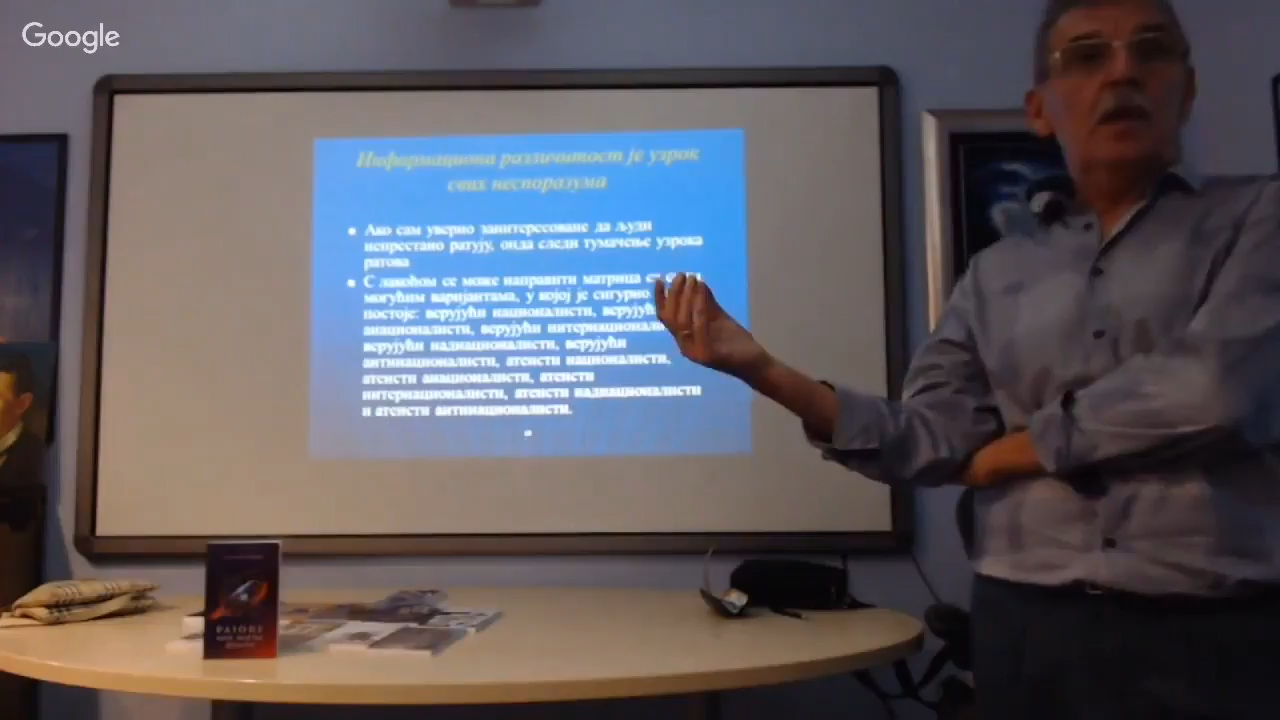 Google
Информациона различитост је узрок
свих неспоразума
Ако сам уверио заинтересоване да људи
непрестано ратују, онда следи тумачење узрока
ратова
С лакоћом се може направити матрица са
могућим варијантама, у којој је сигурно
постоје: верујући националисти,
анационалисти, верујући
верујући наднационалисти, верујући
антинационалисти, атеисти националисти,
атеисти анационалисти, атеисти
интернационалисти, атеисти наднационалисти
и атеисти антинационалисти.